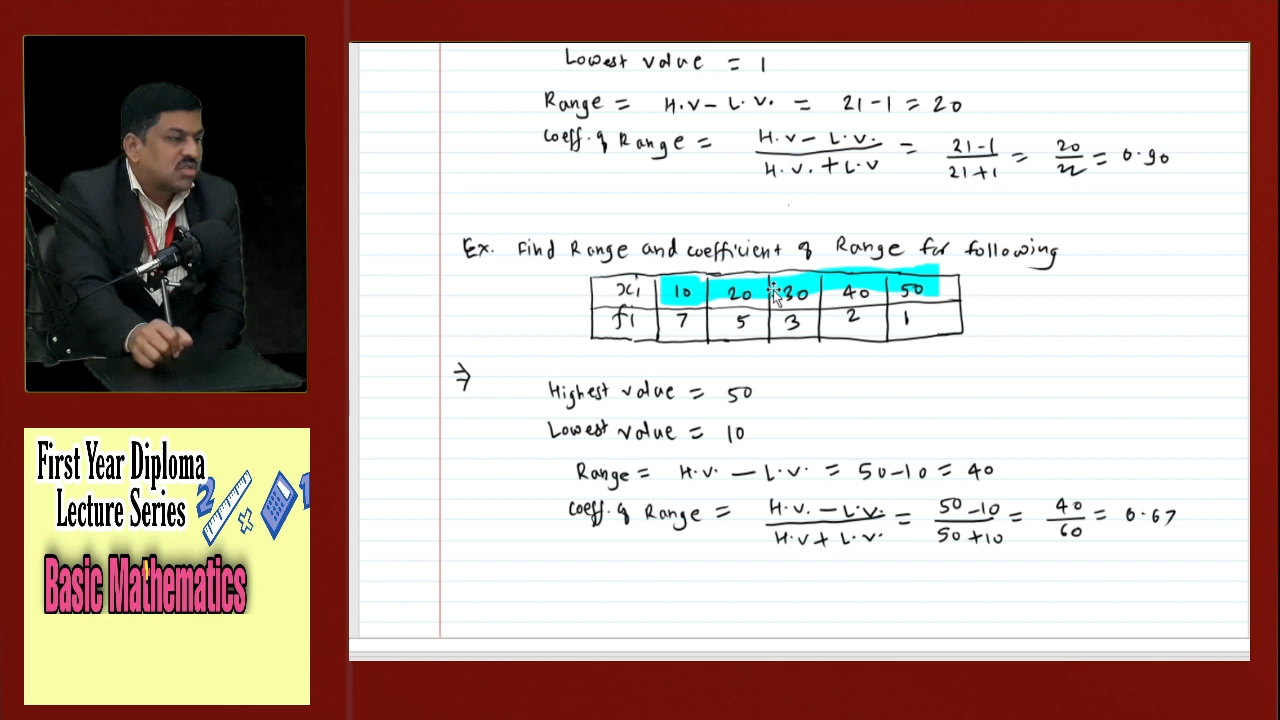 Lowest value = 1
Range = H.V – L.V. = 21-1 = 20
Coeff. of Range = H.V – L.V. / H.V. + L.V = 21-1 / 21+1 = 20 / 22 = 0.90
Ex. Find Range and coefficient of Range for following
xi 10 20 30 40 50
fi 7 5 3 2 1
⇒
Highest value = 50
Lowest value = 10
Range = H.V. – L.V. = 50-10 = 40
Coeff. of Range = H.V. – L.V. / H.V + L.V. = 50-10 / 50+10 = 40 / 60 = 0.67
First Year Diploma
Lecture Series
Basic Mathematics
2
1